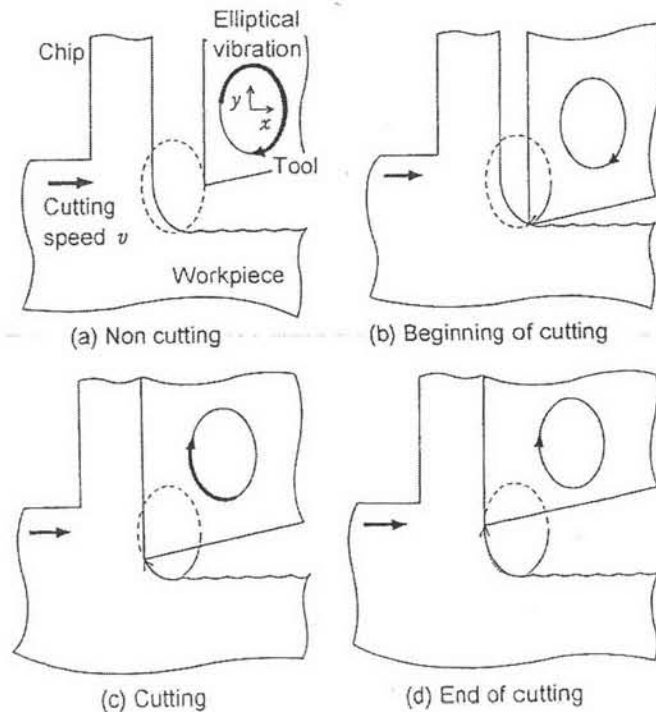 Elliptical
vibration
Chip
y
x
Tool
Cutting
speed v
Workpiece
(a) Non cutting
(b) Beginning of cutting
(c) Cutting
(d) End of cutting